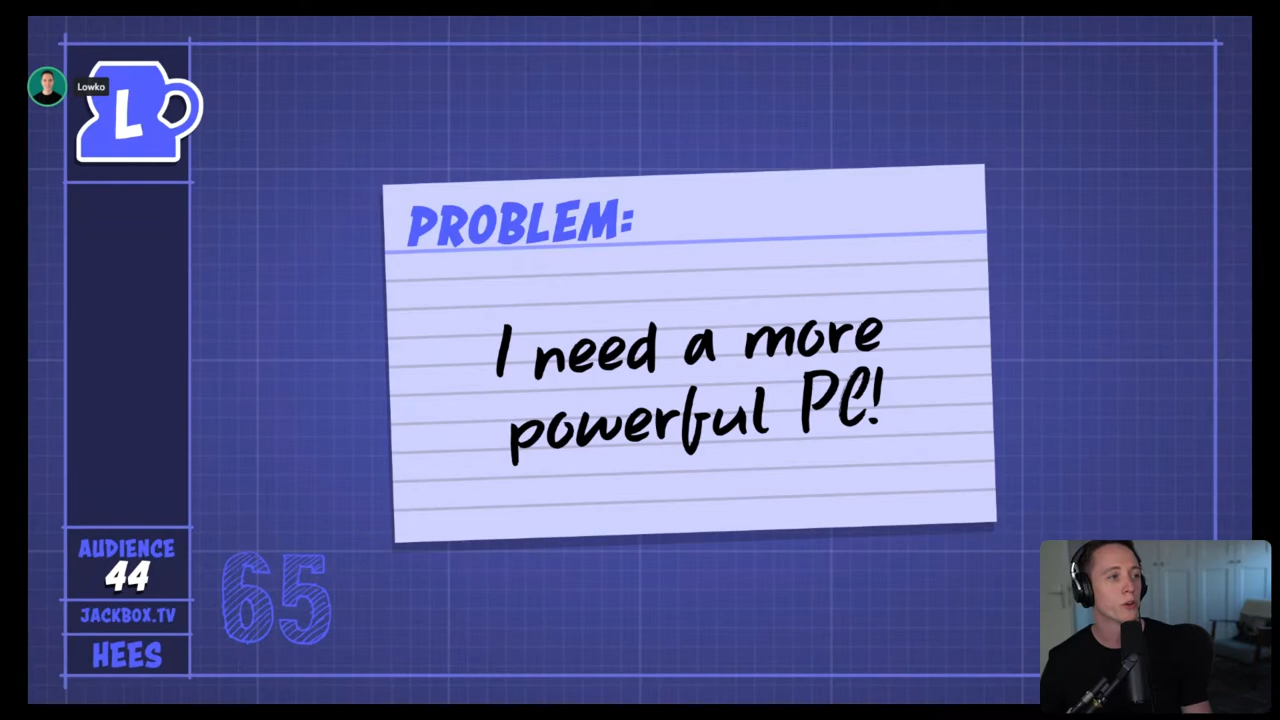 Lowko
L
PROBLEM:
I need a more
powerful PC!
AUDIENCE
44
65
JACKBOX.TV
HEES